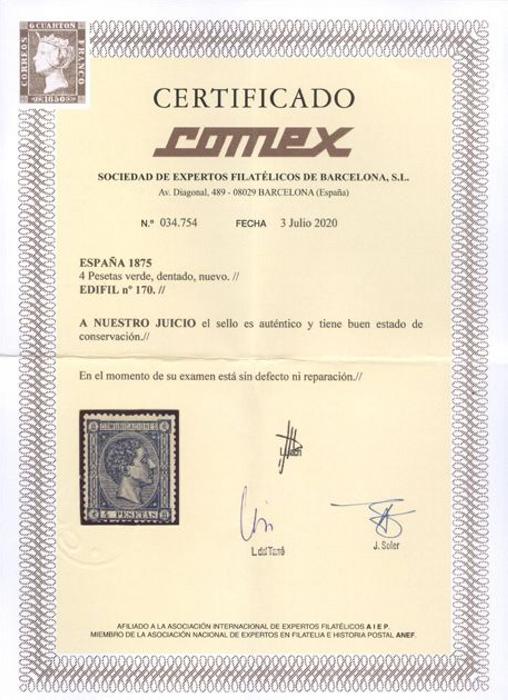 6 CUARTOS
CORREOS
FRANCO
1850
CERTIFICADO
COMEX
SOCIEDAD DE EXPERTOS FILATÉLICOS DE BARCELONA, S.L.
Av. Diagonal, 489 - 08029 BARCELONA (España)
N.º 034.754 FECHA 3 Julio 2020
ESPAÑA 1875
4 Pesetas verde, dentado, nuevo. //
EDIFIL nº 170. //
A NUESTRO JUICIO el sello es auténtico y tiene buen estado de
conservación.//
En el momento de su examen está sin defecto ni reparación.//
COMUNICACIONES
4 PESETAS
J. Soler
AFILIADO A LA ASOCIACIÓN INTERNACIONAL DE EXPERTOS FILATÉLICOS A I E P.
MIEMBRO DE LA ASOCIACIÓN NACIONAL DE EXPERTOS EN FILATELIA E HISTORIA POSTAL ANEF.